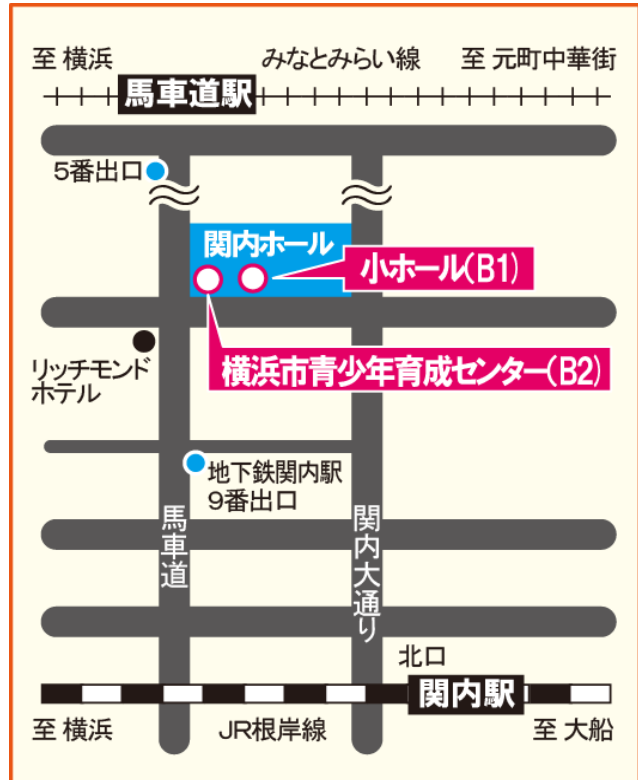 至 横浜
みなとみらい線
至 元町中華街
馬車道駅
5番出口
関内ホール
小ホール(B1)
リッチモンド
ホテル
横浜市青少年育成センター(B2)
地下鉄関内駅
9番出口
馬車道
関内大通り
北口
関内駅
至 横浜
JR根岸線
至 大船